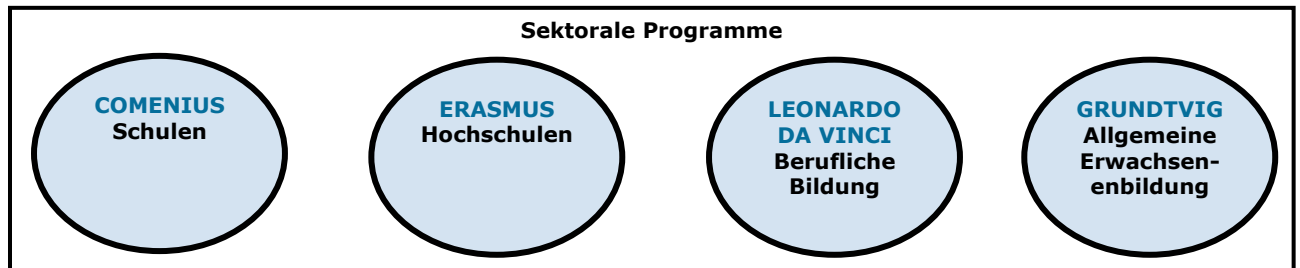 Sektorale Programme
COMENIUS
Schulen
ERASMUS
Hochschulen
LEONARDO
DA VINCI
Berufliche
Bildung
GRUNDTVIG
Allgemeine
Erwachsen-
enbildung